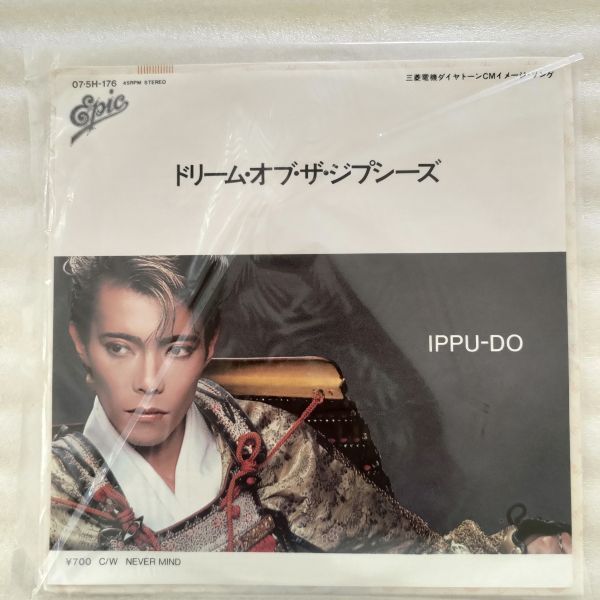 07·5H-176 45RPM STEREO
三菱電機ダイヤトーンCMイメージ・ソング
Epic
ドリーム・オブ・ザ・ジプシーズ
IPPU-DO
¥700 C/W NEVER MIND